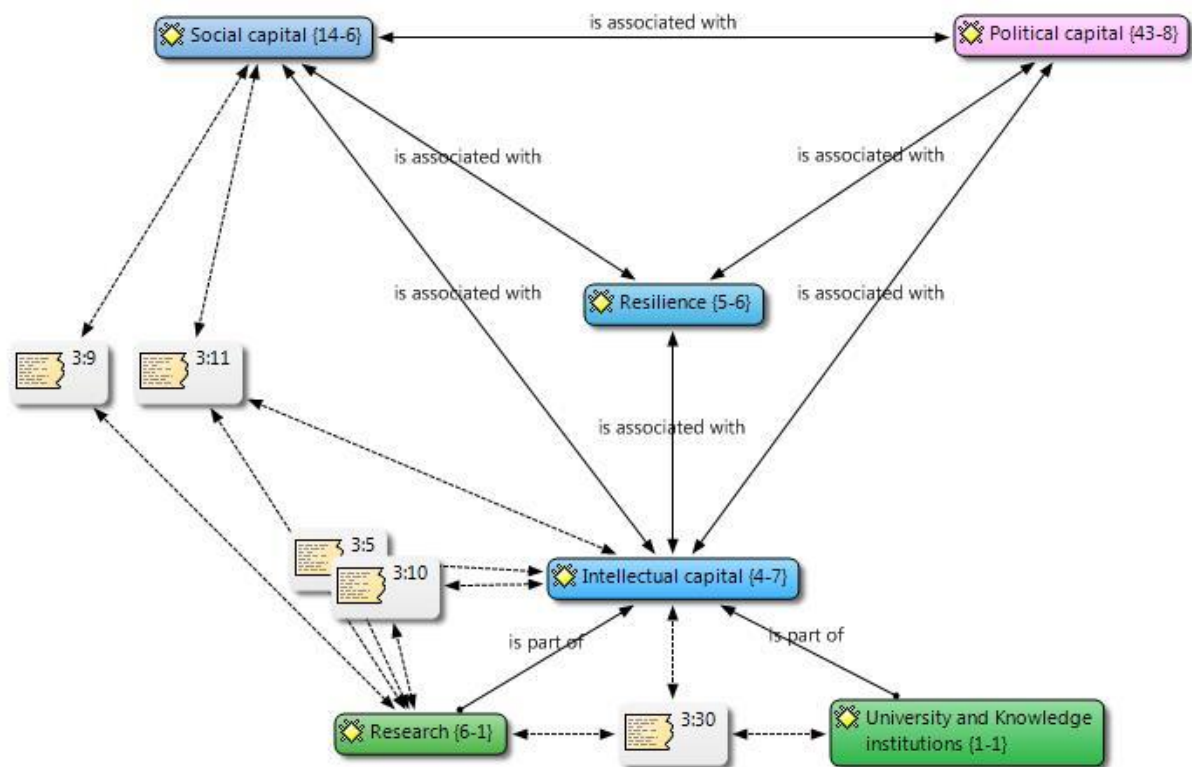 is associated with
Social capital {14-6}
Political capital {43-8}
is associated with
is associated with
is associated with
is associated with
Resilience {5-6}
3:9
3:11
is associated with
3:5
3:10
Intellectual capital {4-7}
is part of
is part of
Research {6-1}
3:30
University and Knowledge
institutions {1-1}